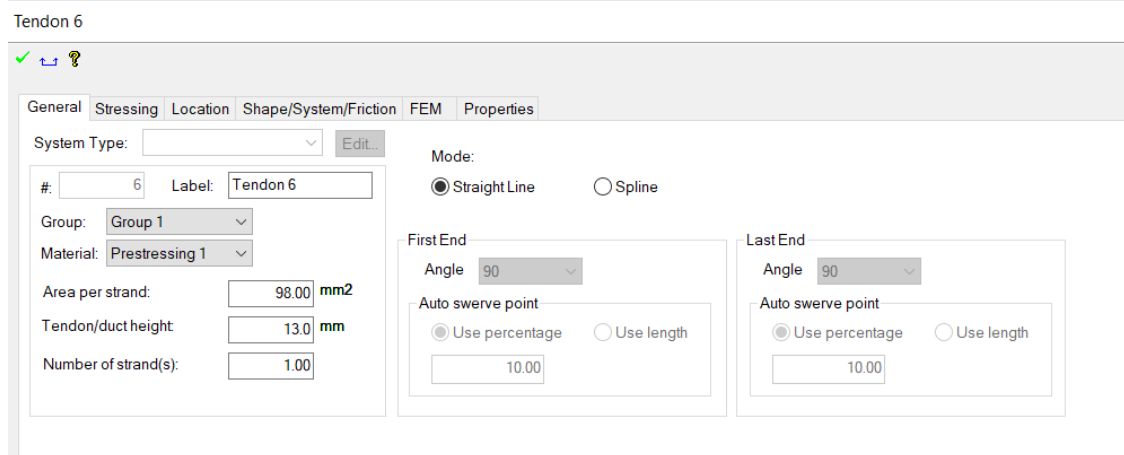 Tendon 6
General Stressing Location Shape/System/Friction FEM Properties
System Type: Edit...
Mode:
#: 6 Label: Tendon 6
Straight Line Spline
Group: Group 1
Material: Prestressing 1
First End Last End
Angle 90 Angle 90
Area per strand: 98.00 mm2
Auto swerve point Auto swerve point
Tendon/duct height: 13.0 mm
Use percentage Use length Use percentage Use length
Number of strand(s): 1.00
10.00 10.00